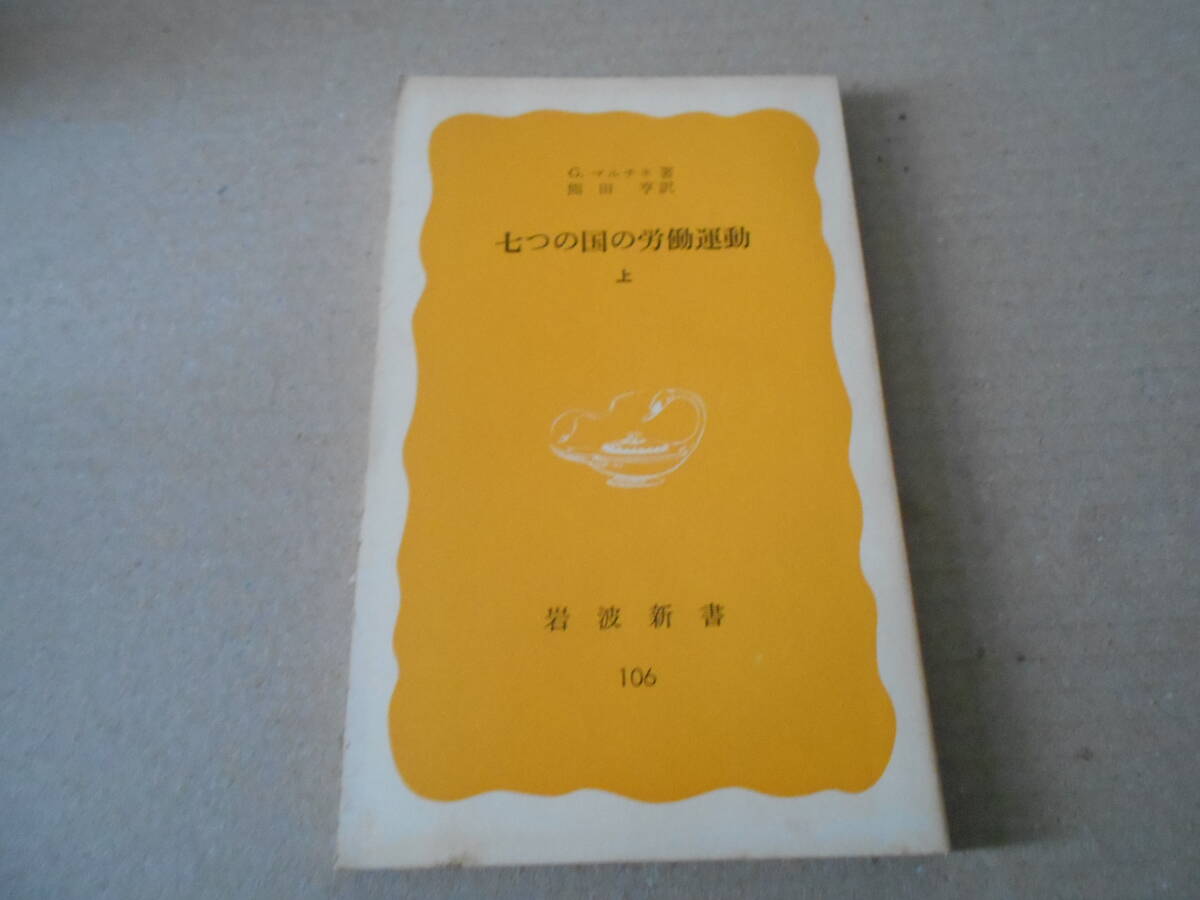 G. マルチネ 著
熊田 亨訳
七つの国の労働運動
上
岩波新書
106